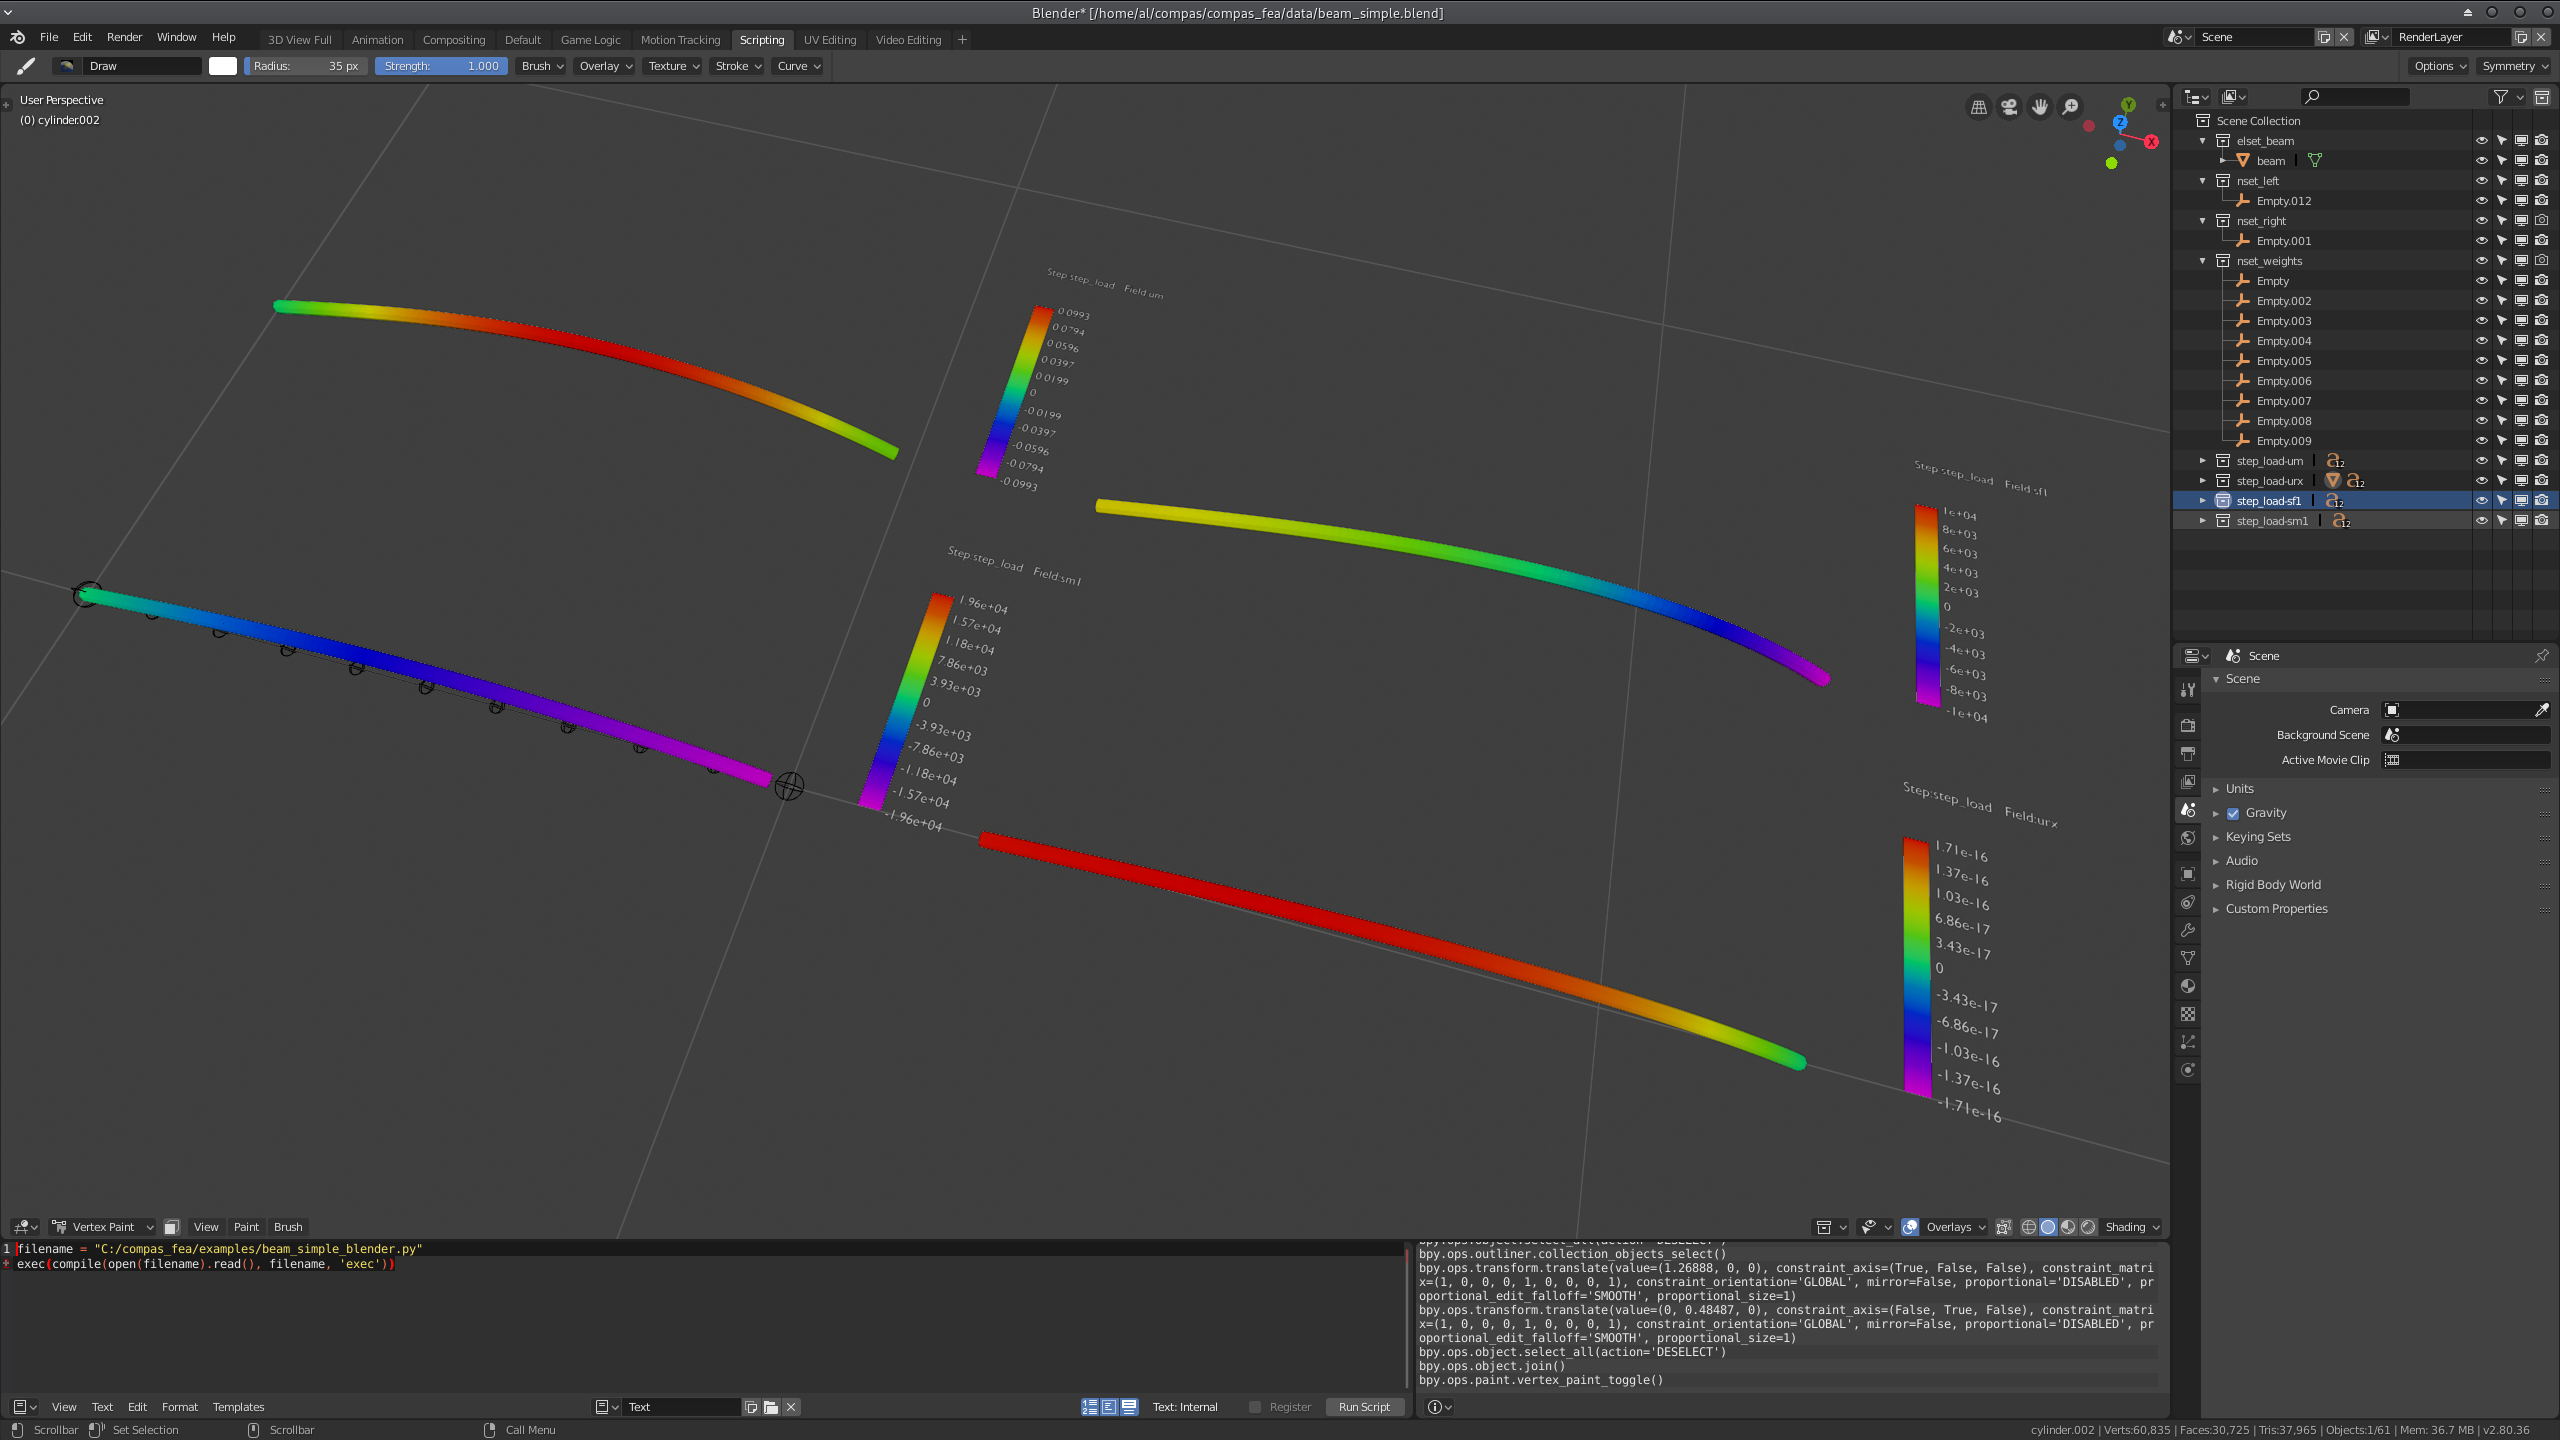 Blender* [/home/al/compas/compas_fea/data/beam_simple.blend]
File Edit Render Window Help 3D View Full Animation Compositing Default Game Logic Motion Tracking Scripting UV Editing Video Editing + Scene RenderLayer
Draw Radius: 35 px Strength: 1.000 Brush Overlay Texture Stroke Curve Options Symmetry
User Perspective
(0) cylinder.002
Y
Z
X
Step:step_load Field:um
0.0993
0.0794
0.0596
0.0397
0.0199
0
-0.0199
-0.0397
-0.0596
-0.0794
-0.0993
Step:step_load Field:sf1
1e+04
8e+03
6e+03
4e+03
2e+03
0
-2e+03
-4e+03
-6e+03
-8e+03
-1e+04
Step:step_load Field:sm1
1.96e+04
1.57e+04
1.18e+04
7.86e+03
3.93e+03
0
-3.93e+03
-7.86e+03
-1.18e+04
-1.57e+04
-1.96e+04
Step:step_load Field:urx
1.71e-16
1.37e-16
1.03e-16
6.86e-17
3.43e-17
0
-3.43e-17
-6.86e-17
-1.03e-16
-1.37e-16
-1.71e-16
Scene Collection
elset_beam
beam
nset_left
Empty.012
nset_right
Empty.001
nset_weights
Empty
Empty.002
Empty.003
Empty.004
Empty.005
Empty.006
Empty.007
Empty.008
Empty.009
step_load-um 12
step_load-urx 12
step_load-sf1 12
step_load-sm1 12
Scene
Scene
Camera
Background Scene
Active Movie Clip
Units
Gravity
Keying Sets
Audio
Rigid Body World
Custom Properties
Vertex Paint View Paint Brush Overlays Shading
1 filename = "C:/compas_fea/examples/beam_simple_blender.py"
exec(compile(open(filename).read(), filename, 'exec'))
bpy.ops.object.select_all(action='DESELECT')
bpy.ops.outliner.collection_objects_select()
bpy.ops.transform.translate(value=(1.26888, 0, 0), constraint_axis=(True, False, False), constraint_matri
x=(1, 0, 0, 0, 1, 0, 0, 0, 1), constraint_orientation='GLOBAL', mirror=False, proportional='DISABLED', pr
oportional_edit_falloff='SMOOTH', proportional_size=1)
bpy.ops.transform.translate(value=(0, 0.48487, 0), constraint_axis=(False, True, False), constraint_matri
x=(1, 0, 0, 0, 1, 0, 0, 0, 1), constraint_orientation='GLOBAL', mirror=False, proportional='DISABLED', pr
oportional_edit_falloff='SMOOTH', proportional_size=1)
bpy.ops.object.select_all(action='DESELECT')
bpy.ops.object.join()
bpy.ops.paint.vertex_paint_toggle()
View Text Edit Format Templates Text Text: Internal Register Run Script
Scrollbar Set Selection Scrollbar Call Menu cylinder.002 | Verts:60,835 | Faces:30,725 | Tris:37,965 | Objects:1/61 | Mem: 36.7 MB | v2.80.36